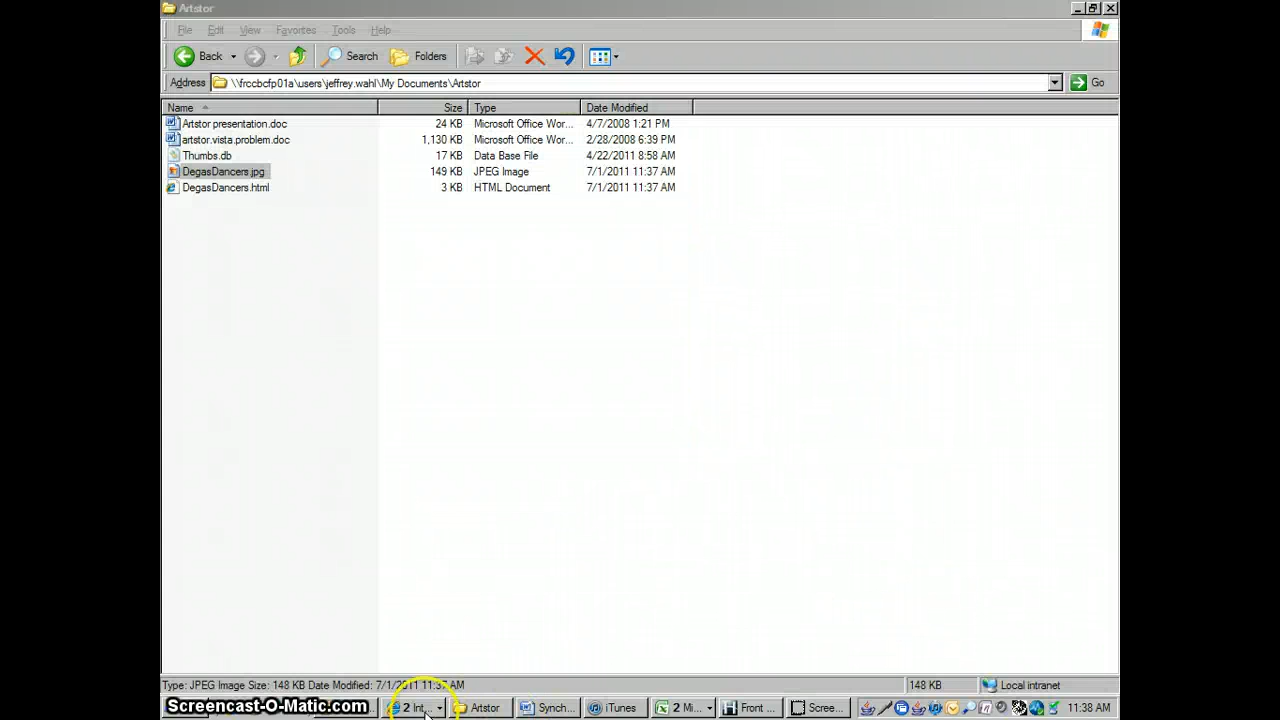 Artstor
File Edit View Favorites Tools Help
Back Search Folders
Address \\frccbcfp01a\users\jeffrey.wahl\My Documents\Artstor Go
Name Size Type Date Modified
Artstor presentation.doc 24 KB Microsoft Office Wor... 4/7/2008 1:21 PM
artstor.vista.problem.doc 1,130 KB Microsoft Office Wor... 2/28/2008 6:39 PM
Thumbs.db 17 KB Data Base File 4/22/2011 8:58 AM
DegasDancers.jpg 149 KB JPEG Image 7/1/2011 11:37 AM
DegasDancers.html 3 KB HTML Document 7/1/2011 11:37 AM
Type: JPEG Image Size: 148 KB Date Modified: 7/1/2011 11:37 AM 148 KB Local intranet
Screencast-O-Matic.com 2 Int... Artstor Synch... iTunes 2 Mi... Front ... Scree... 11:38 AM